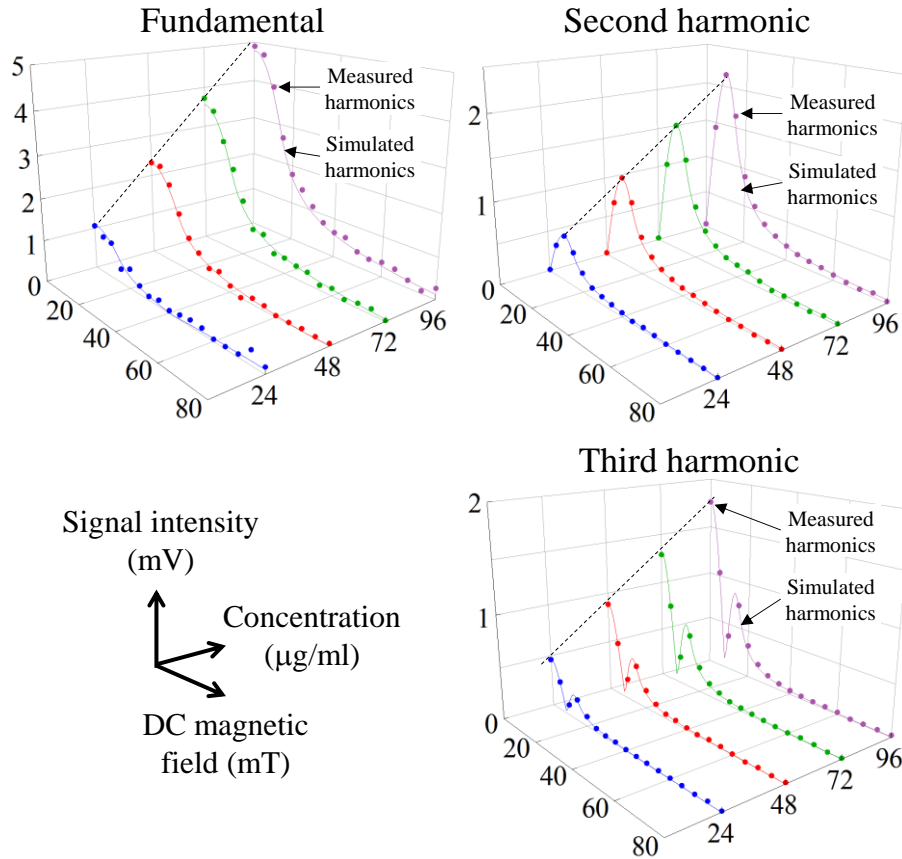 Fundamental
5
4
3
2
1
0
20
40
60
80
24
48
72
96
Measured
harmonics
Simulated
harmonics
Second harmonic
2
1
0
20
40
60
80
24
48
72
96
Measured
harmonics
Simulated
harmonics
Signal intensity
(mV)
Concentration
(μg/ml)
DC magnetic
field (mT)
Third harmonic
2
1
0
20
40
60
80
24
48
72
96
Measured
harmonics
Simulated
harmonics